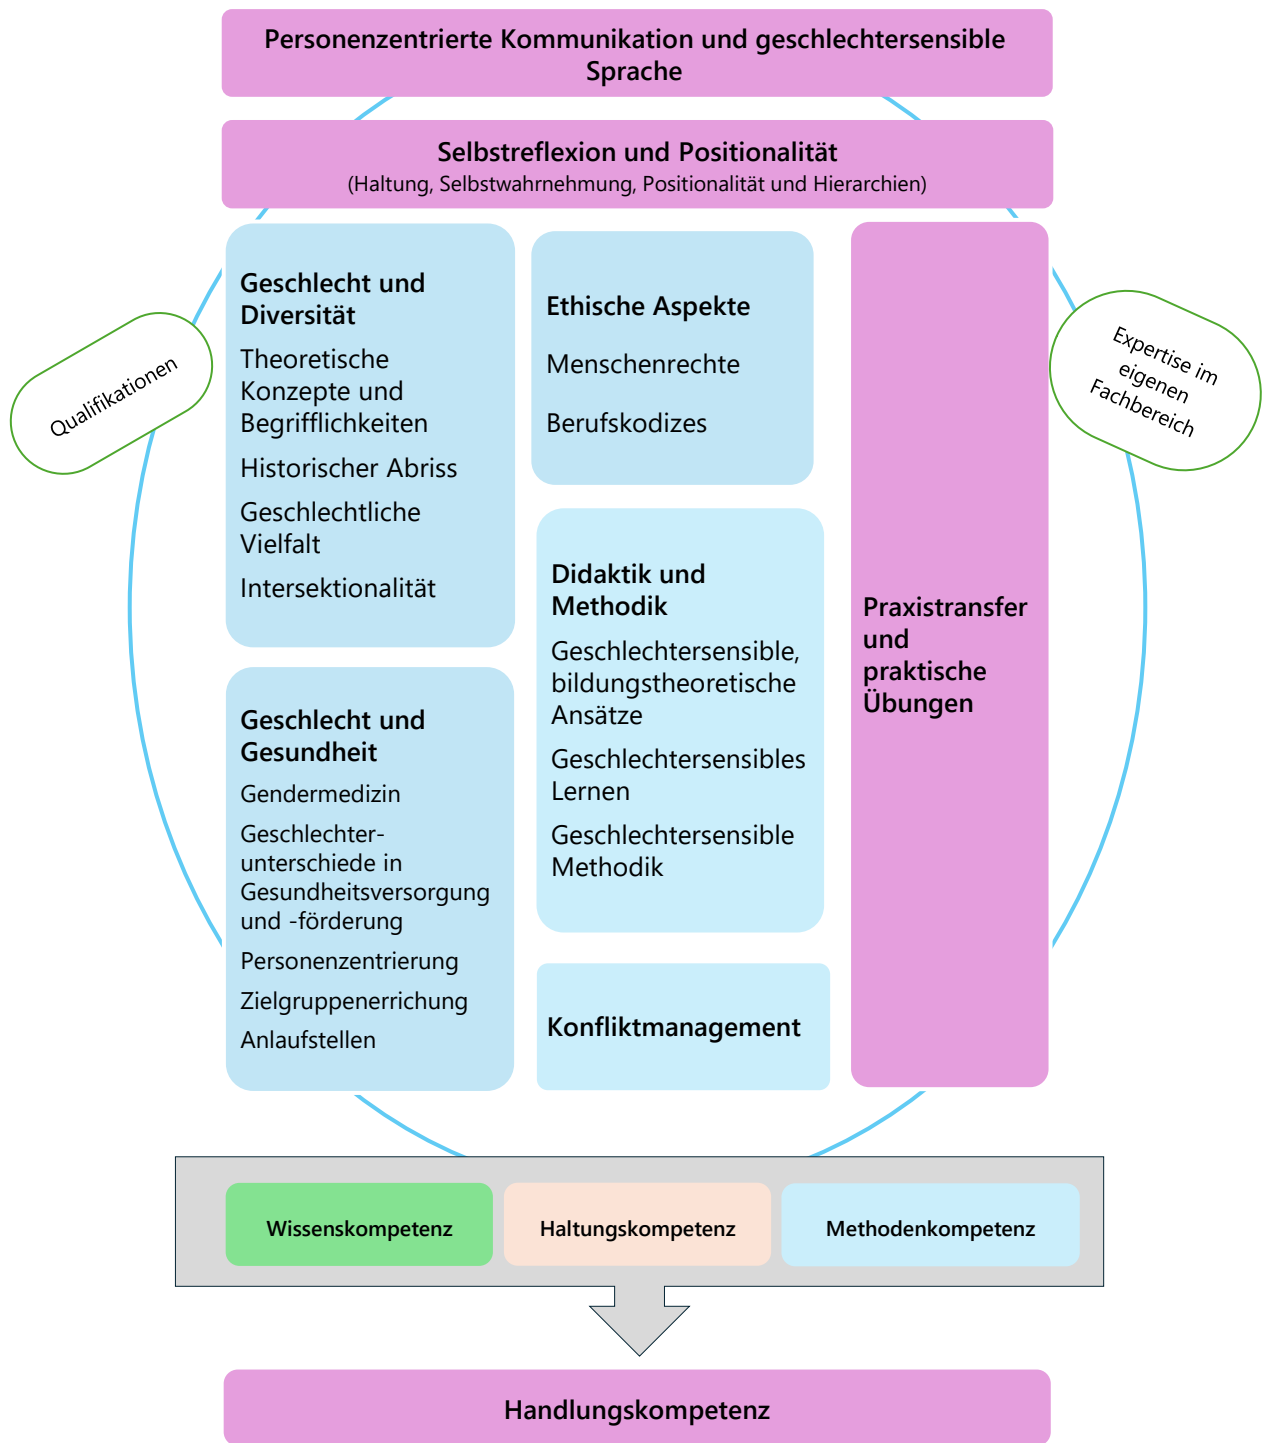 Personenzentrierte Kommunikation und geschlechtersensible
Sprache
Selbstreflexion und Positionalität
(Haltung, Selbstwahrnehmung, Positionalität und Hierarchien)
Qualifikationen
Geschlecht und
Diversität
Theoretische
Konzepte und
Begrifflichkeiten
Historischer Abriss
Geschlechtliche
Vielfalt
Intersektionalität
Geschlecht und
Gesundheit
Gendermedizin
Geschlechter-
unterschiede in
Gesundheitsversorgung
und -förderung
Personenzentrierung
Zielgruppenerrichung
Anlaufstellen
Ethische Aspekte
Menschenrechte
Berufskodizes
Didaktik und
Methodik
Geschlechtersensible,
bildungstheoretische
Ansätze
Geschlechtersensibles
Lernen
Geschlechtersensible
Methodik
Konfliktmanagement
Praxistransfer
und
praktische
Übungen
Expertise im
eigenen
Fachbereich
Wissenskompetenz
Haltungskompetenz
Methodenkompetenz
Handlungskompetenz